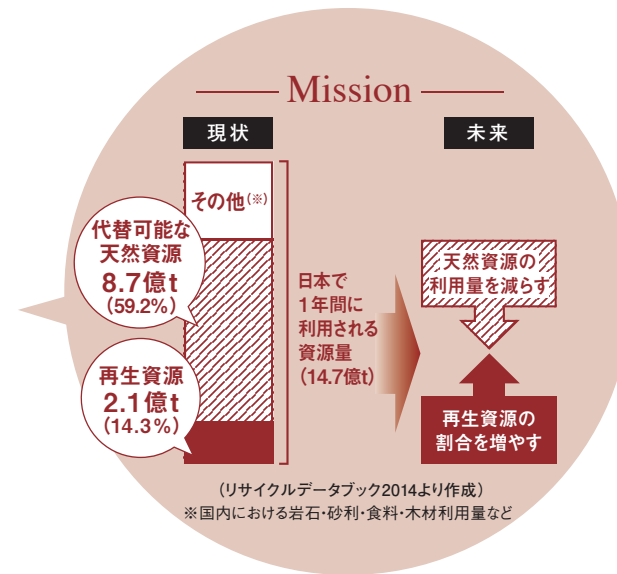 Mission
現状
未来
その他(※)
代替可能な
天然資源
8.7億t
(59.2%)
再生資源
2.1億t
(14.3%)
日本で
1年間に
利用される
資源量
(14.7億t)
天然資源の
利用量を減らす
再生資源の
割合を増やす
(リサイクルデータブック2014より作成)
※国内における岩石・砂利・食料・木材利用量など